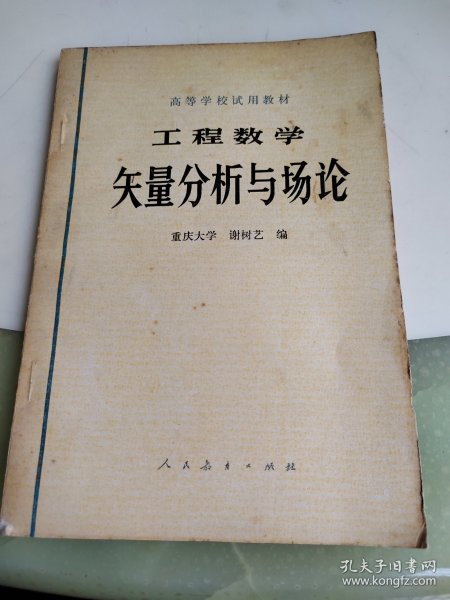 高等学校试用教材
工程数学
矢量分析与场论
重庆大学 谢树艺 编
人民教育出版社
孔夫子旧书网
www.kongfz.com